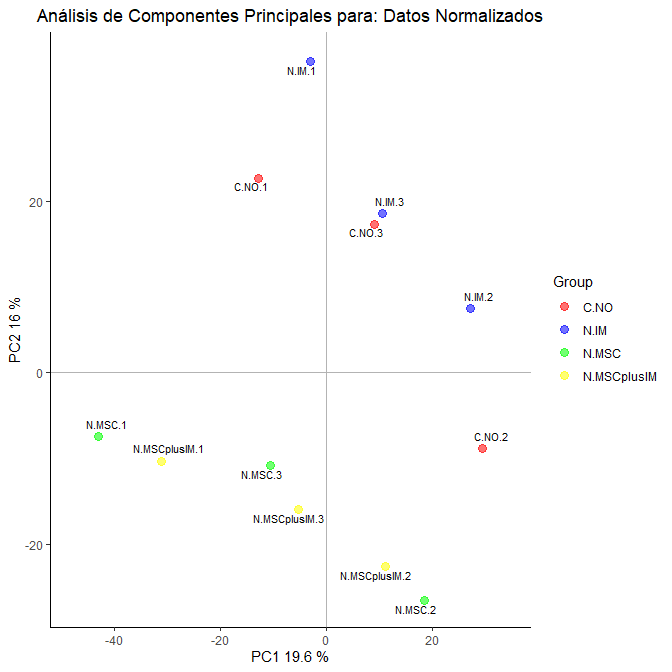 Análisis de Componentes Principales para: Datos Normalizados
N.IM.1
C.NO.1
N.IM.3
C.NO.3
N.IM.2
C.NO.2
N.MSC.1
N.MSCplusIM.1
N.MSC.3
N.MSCplusIM.3
N.MSCplusIM.2
N.MSC.2
20
0
-20
PC2 16 %
-40
-20
0
20
PC1 19.6 %
Group
C.NO
N.IM
N.MSC
N.MSCplusIM